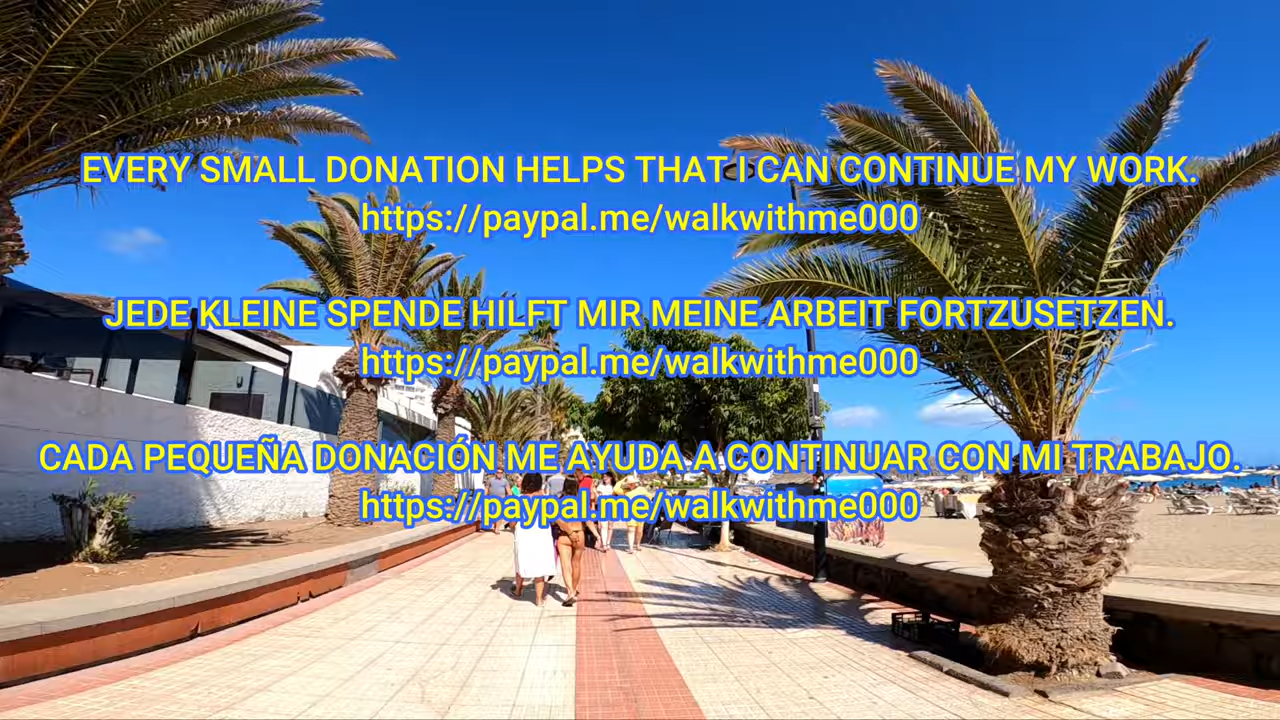 EVERY SMALL DONATION HELPS THAT I CAN CONTINUE MY WORK.
https://paypal.me/walkwithme000
JEDE KLEINE SPENDE HILFT MIR MEINE ARBEIT FORTZUSETZEN.
https://paypal.me/walkwithme000
CADA PEQUEÑA DONACIÓN ME AYUDA A CONTINUAR CON MI TRABAJO.
https://paypal.me/walkwithme000